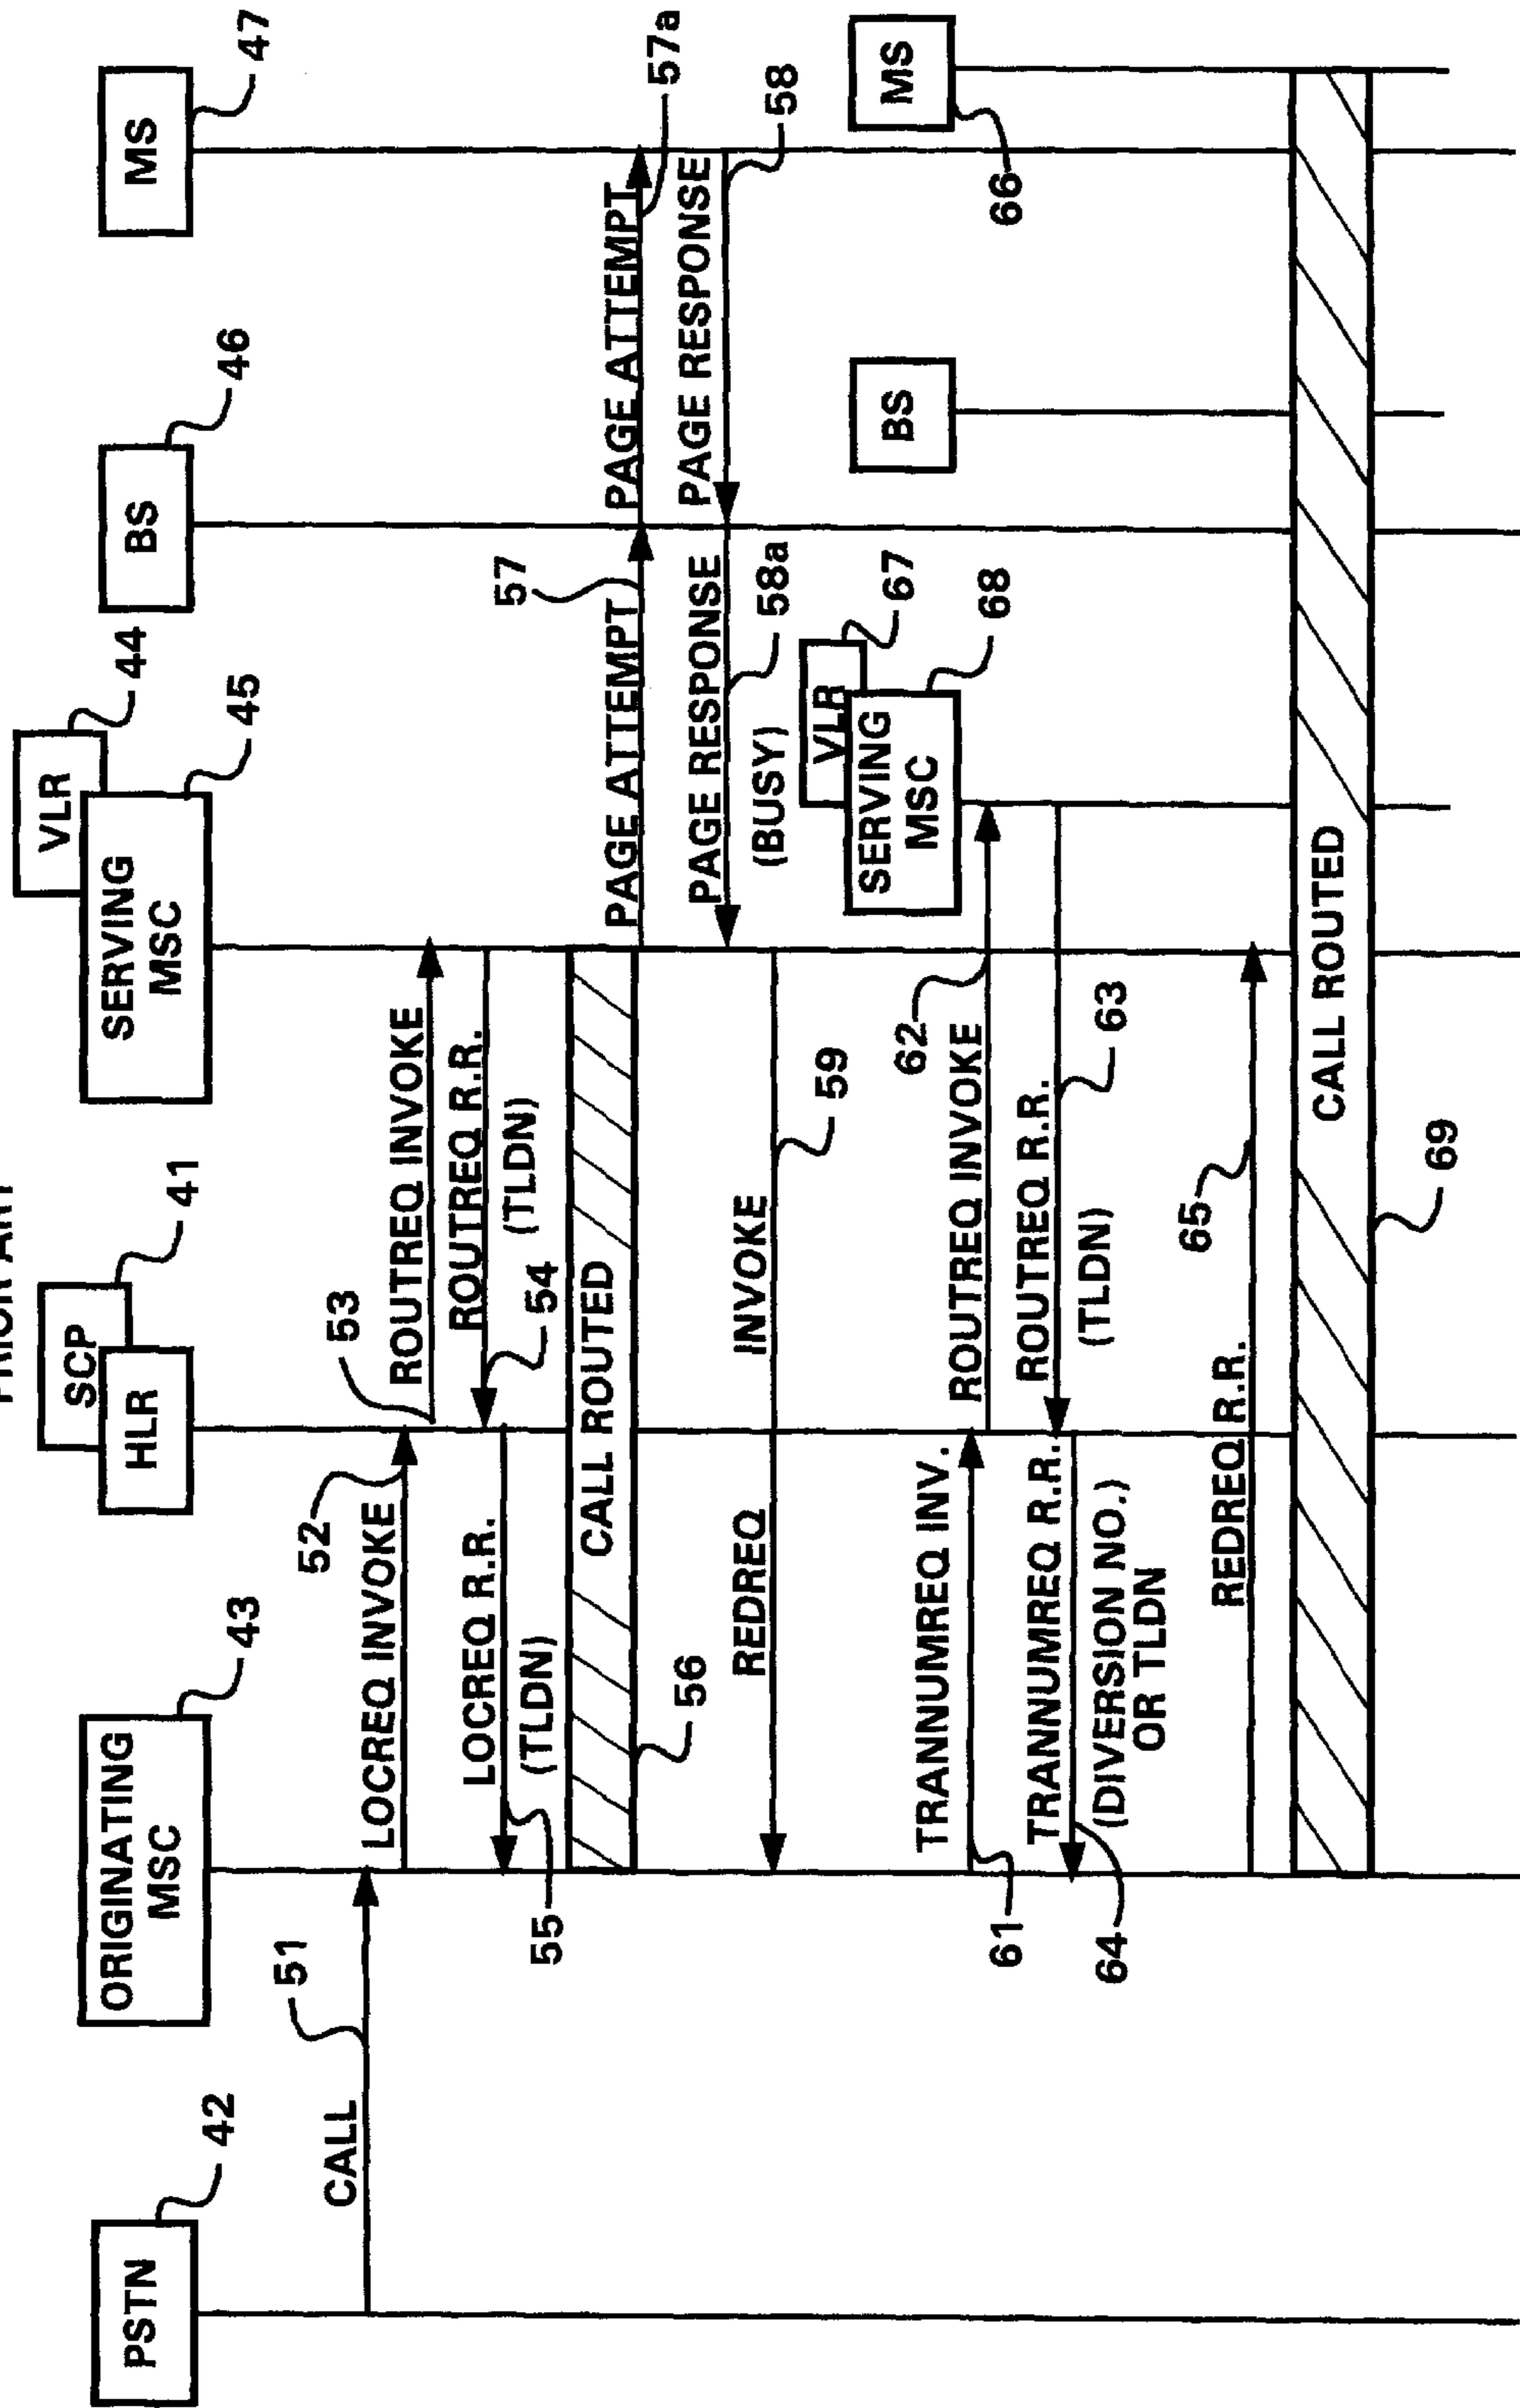 PRIOR ART
PSTN
42
ORIGINATING
MSC
43
SCP
HLR
41
VLR
44
SERVING
MSC
45
BS
46
MS
47
CALL
51
LOCREQ INVOKE
52
53
ROUTREQ INVOKE
ROUTREQ R.R.
(TLDN)
54
LOCREQ R.R.
(TLDN)
55
CALL ROUTED
56
PAGE ATTEMPT
57
PAGE ATTEMPT
57a
PAGE RESPONSE
58
PAGE RESPONSE
(BUSY)
58a
REDREQ
INVOKE
59
VLR
67
SERVING
MSC
68
BS
MS
66
TRANNUMREQ INV.
61
ROUTREQ INVOKE
62
ROUTREQ R.R.
(TLDN)
63
TRANNUMREQ R.R.
(DIVERSION NO.)
OR TLDN
64
REDREQ R.R.
65
CALL ROUTED
69